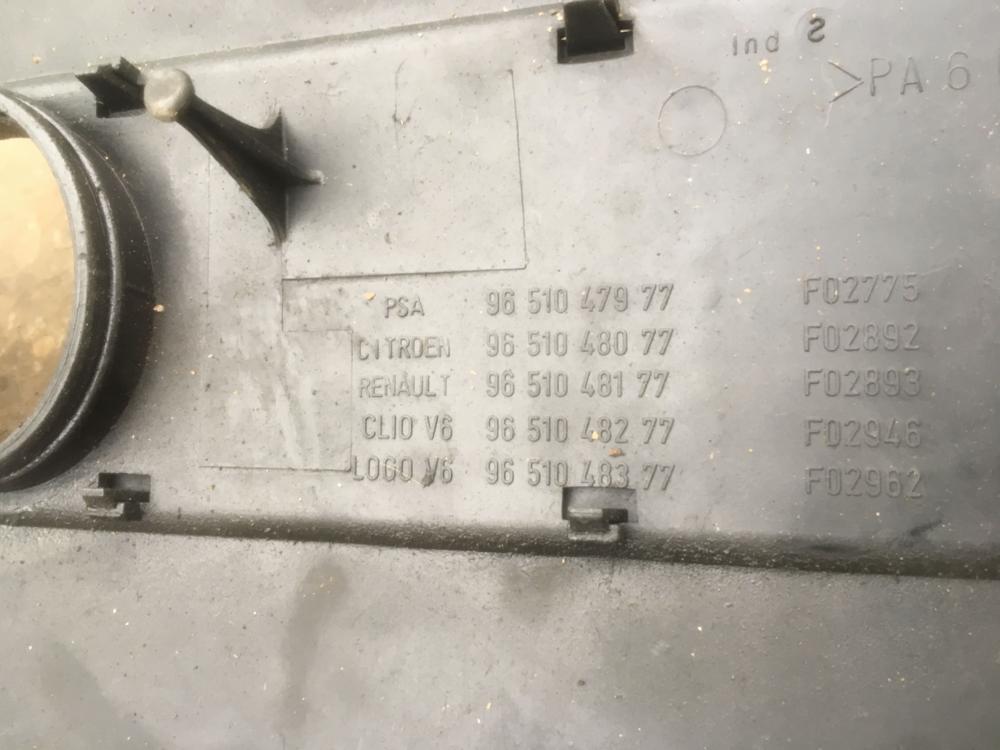 Ind S
>PA 6
PSA 96 510 479 77 F02775
CITROEN 96 510 480 77 F02892
RENAULT 96 510 481 77 F02893
CLIO V6 96 510 482 77 F02946
LOGO V6 96 510 483 77 F02962